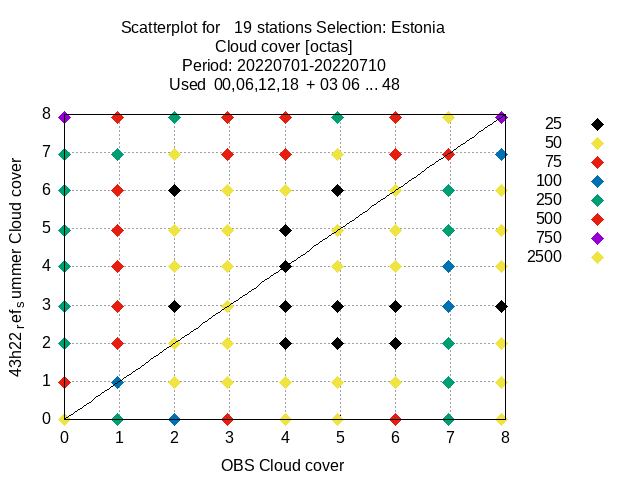 Scatterplot for 19 stations Selection: Estonia
Cloud cover [octas]
Period: 20220701-20220710
Used 00,06,12,18 + 03 06 ... 48
8
7
6
5
4
3
2
1
0
43h22_ref_summer Cloud cover
0 1 2 3 4 5 6 7 8
OBS Cloud cover
25
50
75
100
250
500
750
2500